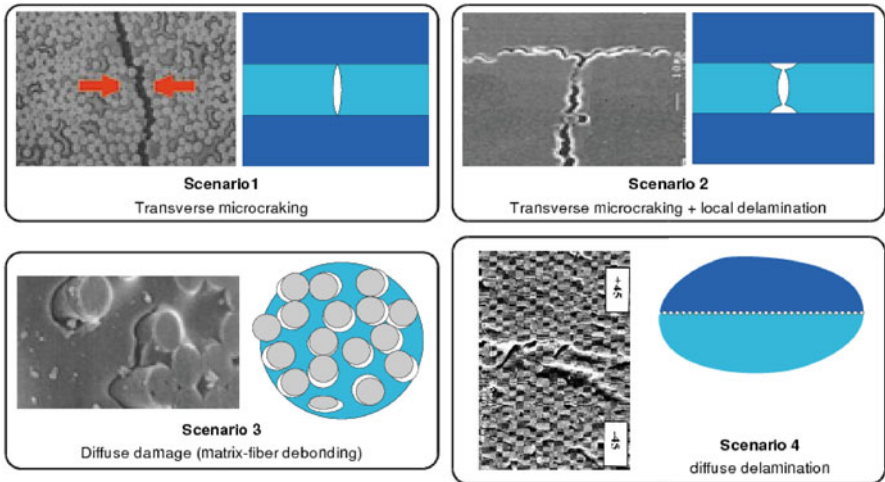 Scenario1
Transverse microcraking
Scenario 2
Transverse microcraking + local delamination
Scenario 3
Diffuse damage (matrix-fiber debonding)
+45
-45
Scenario 4
diffuse delamination